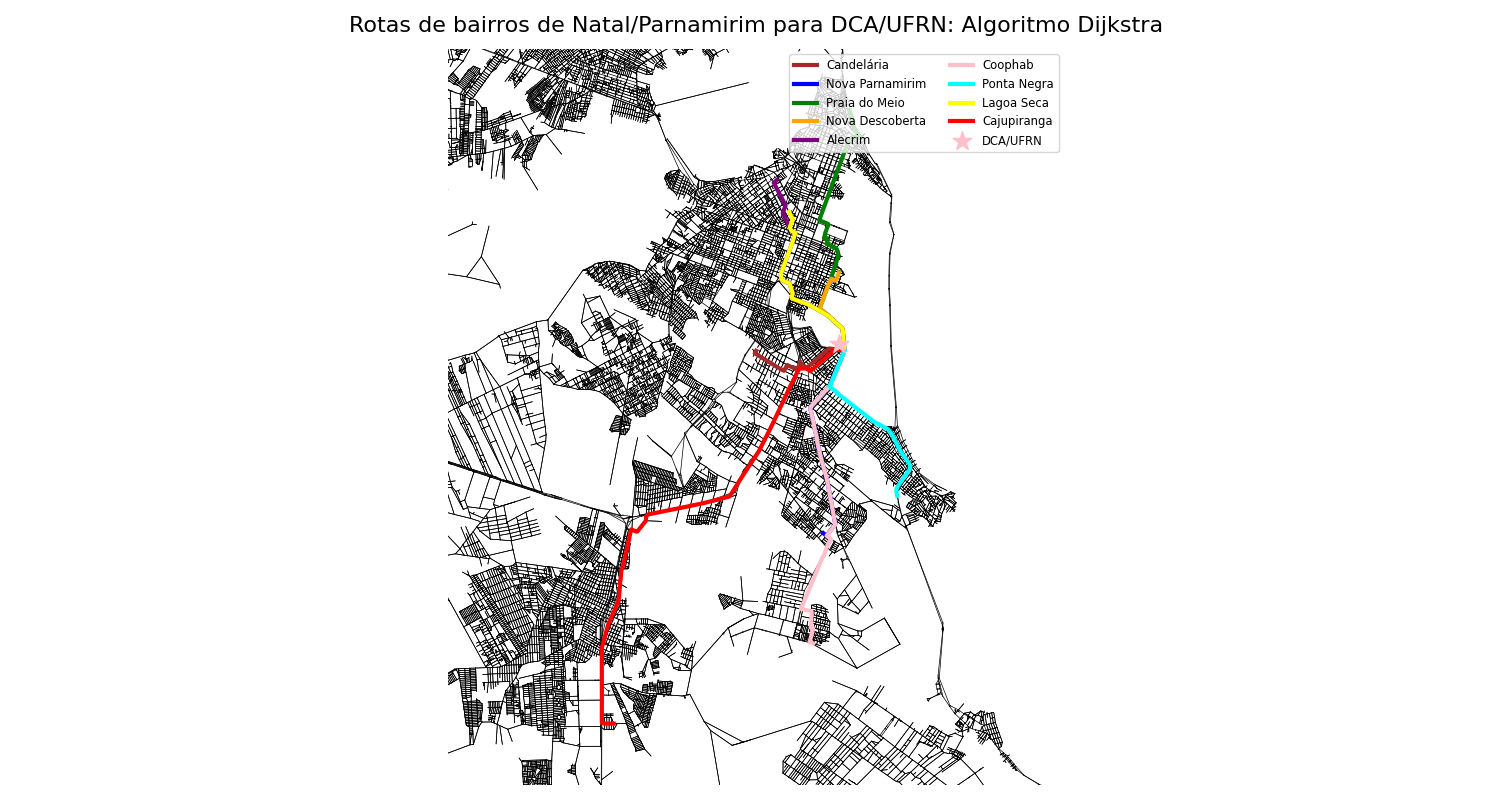 Rotas de bairros de Natal/Parnamirim para DCA/UFRN: Algoritmo Dijkstra
Candelária
Nova Parnamirim
Praia do Meio
Nova Descoberta
Alecrim
Coophab
Ponta Negra
Lagoa Seca
Cajupiranga
DCA/UFRN